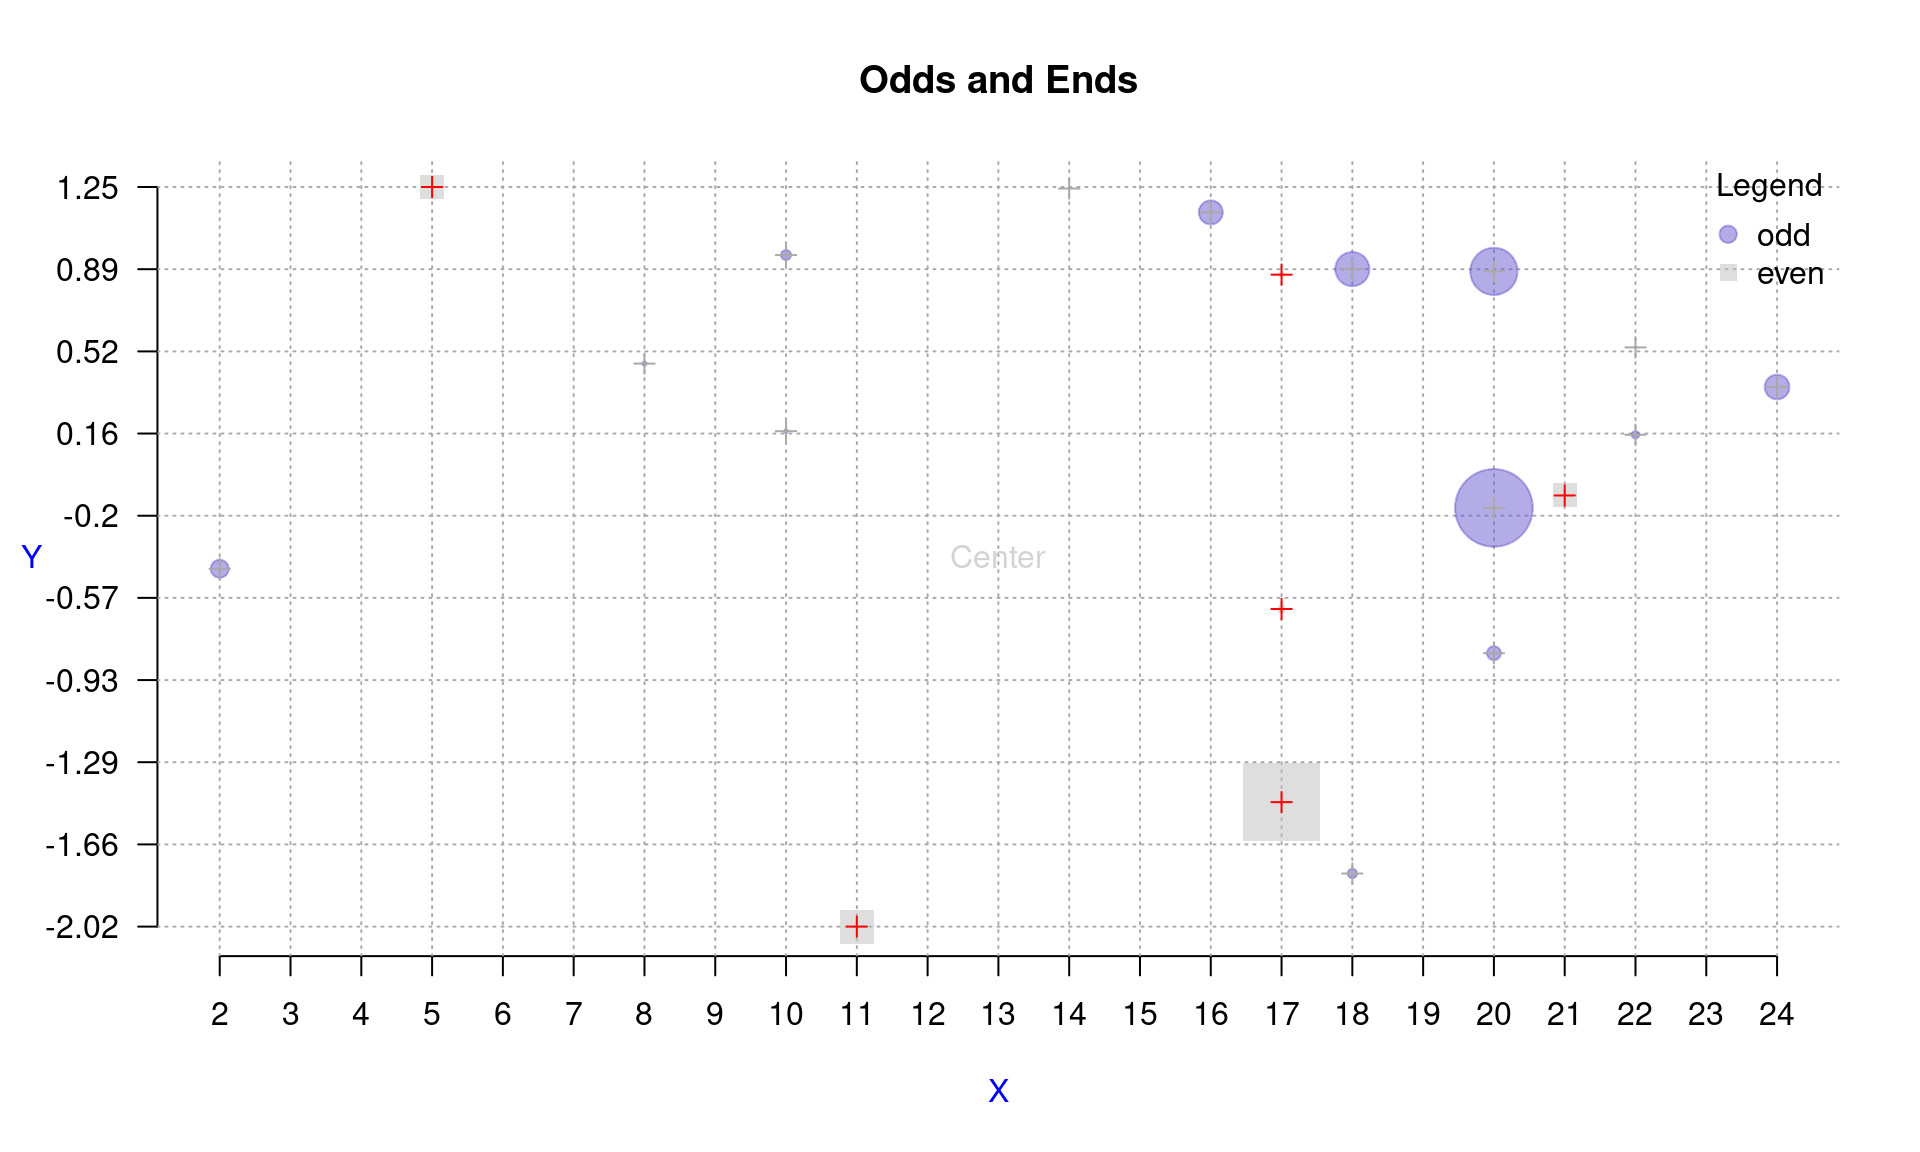 Odds and Ends
1.25
0.89
0.52
0.16
-0.2
-0.57
-0.93
-1.29
-1.66
-2.02
Y
Legend
odd
even
Center
2 3 4 5 6 7 8 9 10 11 12 13 14 15 16 17 18 19 20 21 22 23 24
X